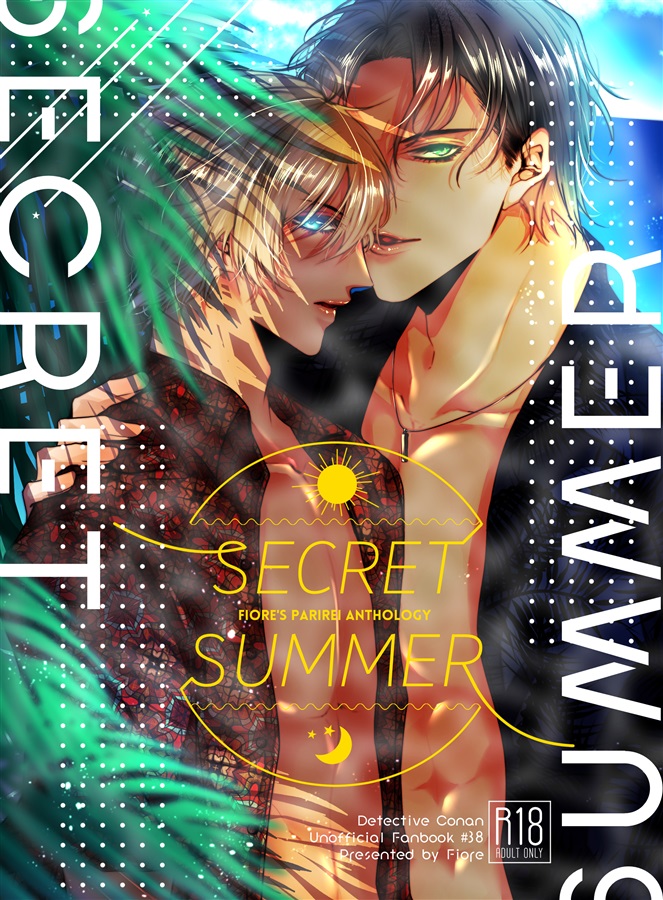 SECRET
SUMMER
SECRET
FIORE'S PARIREI ANTHOLOGY
SUMMER
Detective Conan
Unofficial Fanbook #38
Presented by Fiore
R18
ADULT ONLY